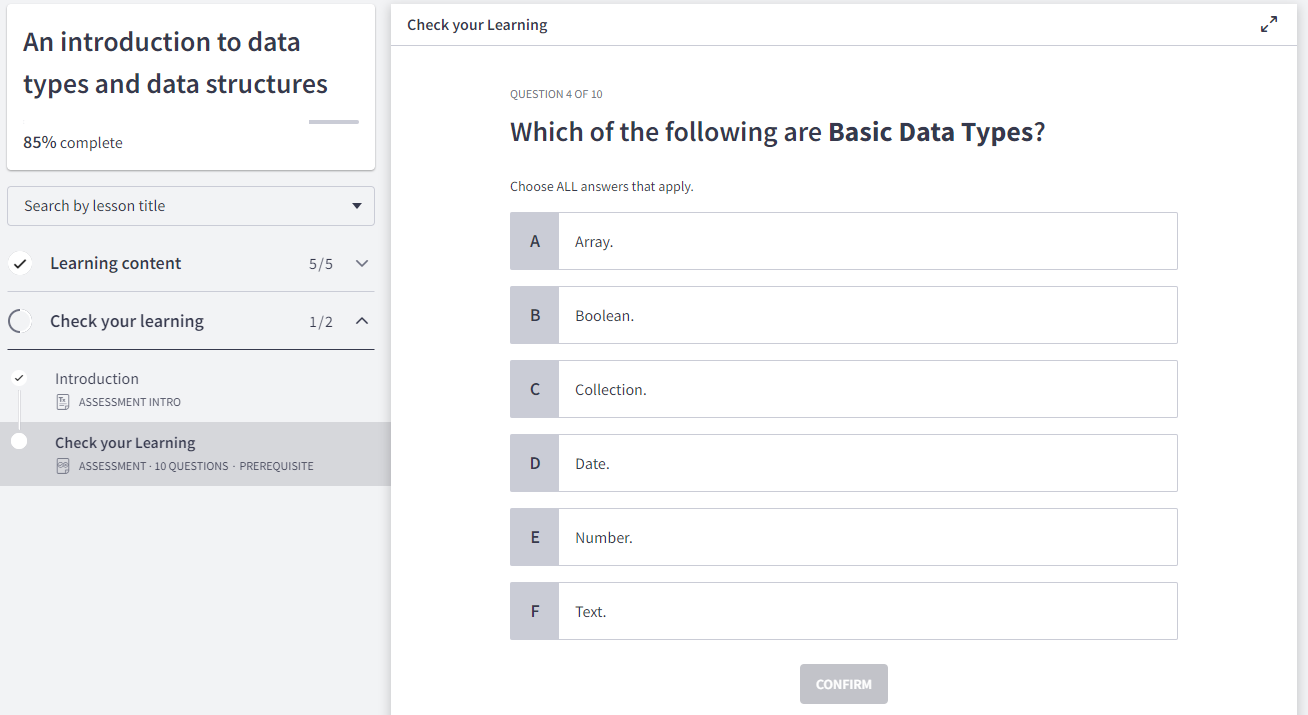 An introduction to data
types and data structures
85% complete
Search by lesson title
Learning content 5/5
Check your learning 1/2
Introduction
ASSESSMENT INTRO
Check your Learning
ASSESSMENT · 10 QUESTIONS · PREREQUISITE
Check your Learning
QUESTION 4 OF 10
Which of the following are Basic Data Types?
Choose ALL answers that apply.
A Array.
B Boolean.
C Collection.
D Date.
E Number.
F Text.
CONFIRM